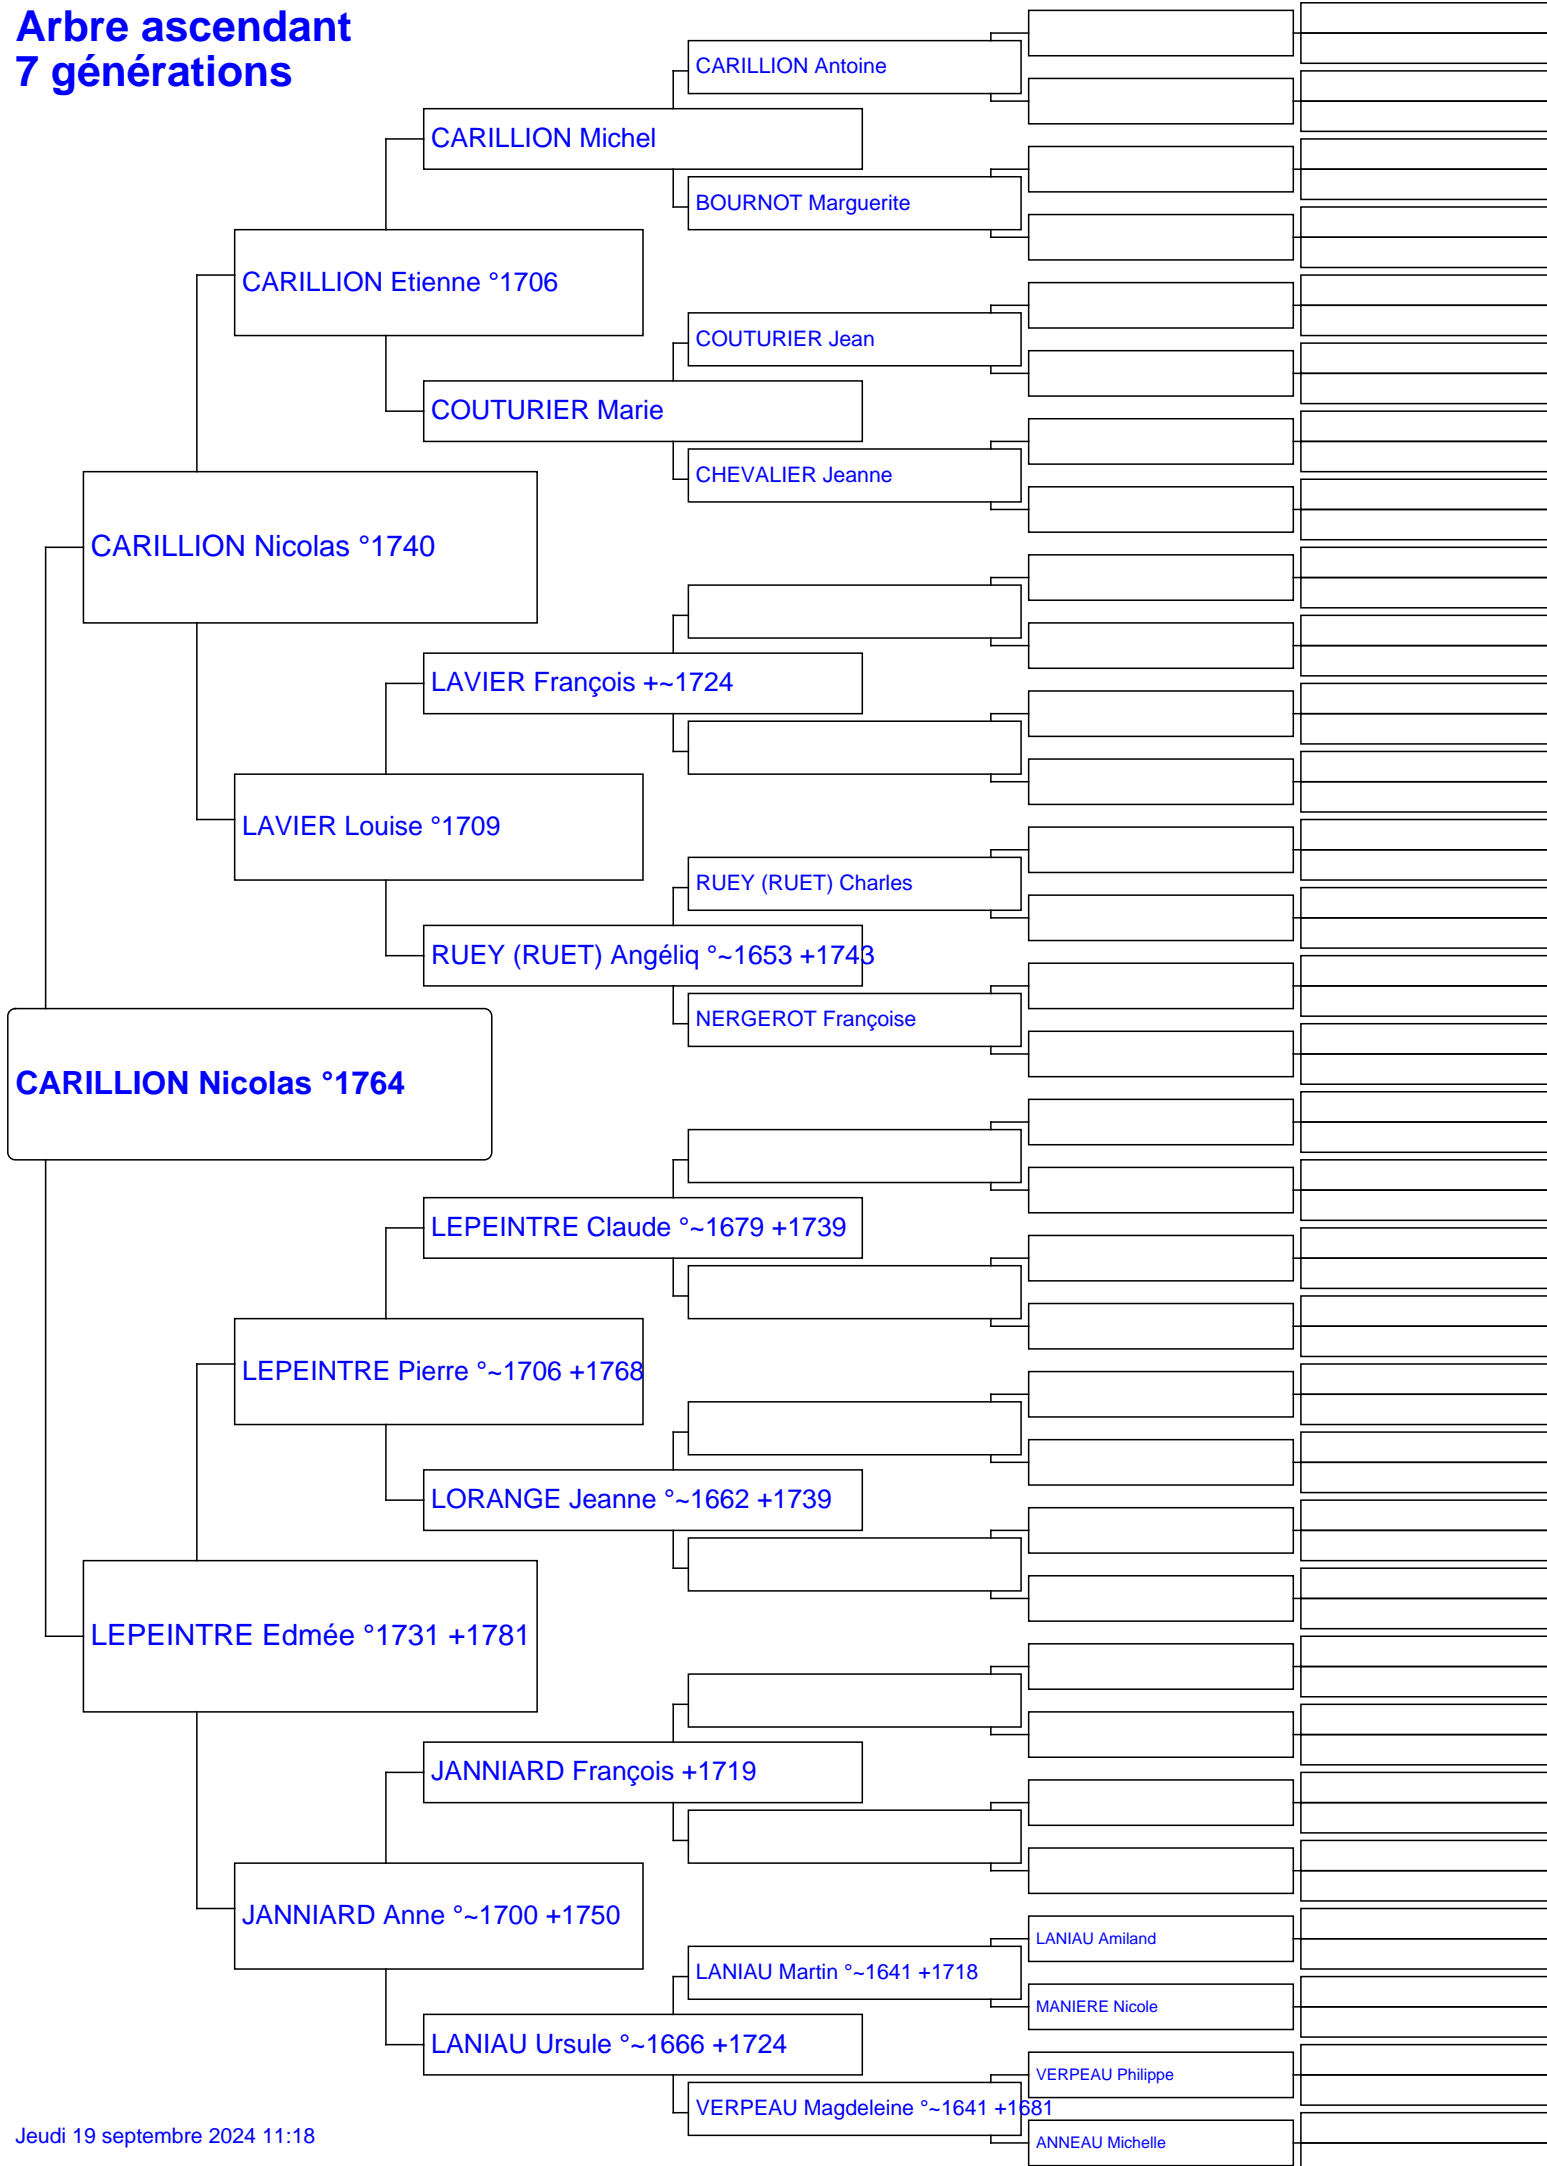 Arbre ascendant
7 générations
CARILLION Antoine
CARILLION Michel
BOURNOT Marguerite
CARILLION Etienne °1706
COUTURIER Jean
COUTURIER Marie
CHEVALIER Jeanne
CARILLION Nicolas °1740
LAVIER François +~1724
LAVIER Louise °1709
RUEY (RUET) Charles
RUEY (RUET) Angéliq °~1653 +1743
NERGEROT Françoise
CARILLION Nicolas °1764
LEPEINTRE Claude °~1679 +1739
LEPEINTRE Pierre °~1706 +1768
LORANGE Jeanne °~1662 +1739
LEPEINTRE Edmée °1731 +1781
JANNIARD François +1719
JANNIARD Anne °~1700 +1750
LANIAU Amiland
LANIAU Martin °~1641 +1718
MANIERE Nicole
LANIAU Ursule °~1666 +1724
VERPEAU Philippe
VERPEAU Magdeleine °~1641 +1681
ANNEAU Michelle
Jeudi 19 septembre 2024 11:18